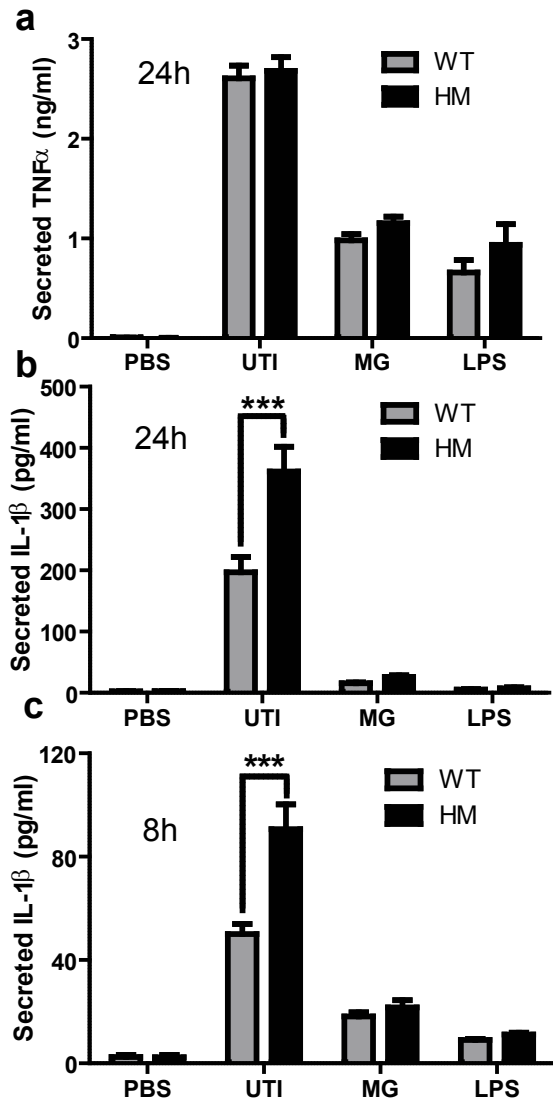 a
Secreted TNFα (ng/ml)
3
2
1
0
24h
WT
HM
PBS UTI MG LPS
b
Secreted IL-1β (pg/ml)
500
400
300
200
100
0
24h
***
WT
HM
PBS UTI MG LPS
c
Secreted IL-1β (pg/ml)
120
80
40
0
8h
***
WT
HM
PBS UTI MG LPS